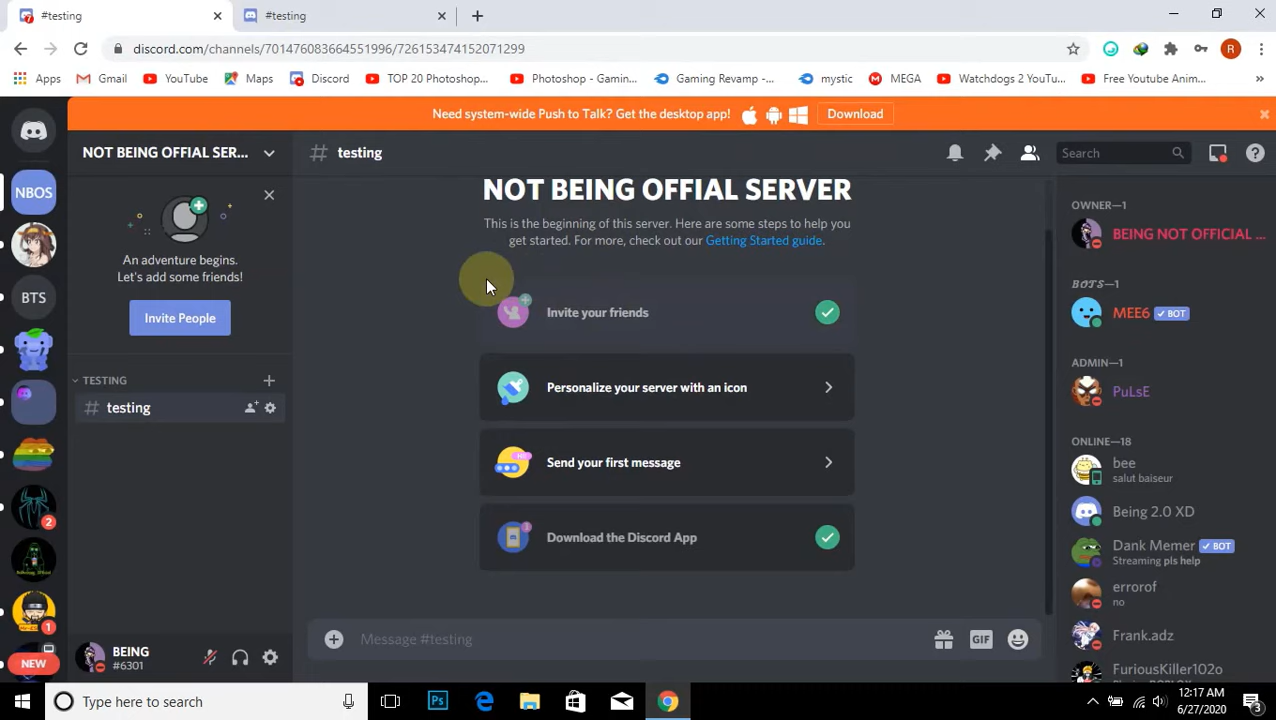 #testing
#testing
discord.com/channels/701476083664551996/726153474152071299
R
Apps
Gmail
YouTube
Maps
Discord
TOP 20 Photoshop...
Photoshop - Gamin...
Gaming Revamp -...
mystic
MEGA
Watchdogs 2 YouTu...
Free Youtube Anim...
»
Need system-wide Push to Talk? Get the desktop app!
Download
NOT BEING OFFIAL SER...
# testing
Search
NBOS
BTS
2
1
NEW
An adventure begins.
Let's add some friends!
Invite People
TESTING
# testing
BEING
#6301
NOT BEING OFFIAL SERVER
This is the beginning of this server. Here are some steps to help you
get started. For more, check out our Getting Started guide.
Invite your friends
Personalize your server with an icon
Send your first message
Download the Discord App
Message #testing
GIF
OWNER—1
BEING NOT OFFICIAL ...
BOTS—1
MEE6 ✓ BOT
ADMIN—1
PuLsE
ONLINE—18
bee
salut baiseur
Being 2.0 XD
Dank Memer ✓ BOT
Streaming pls help
errorof
no
Frank.adz
FuriousKiller102o
Type here to search
Ps
12:17 AM
6/27/2020
3